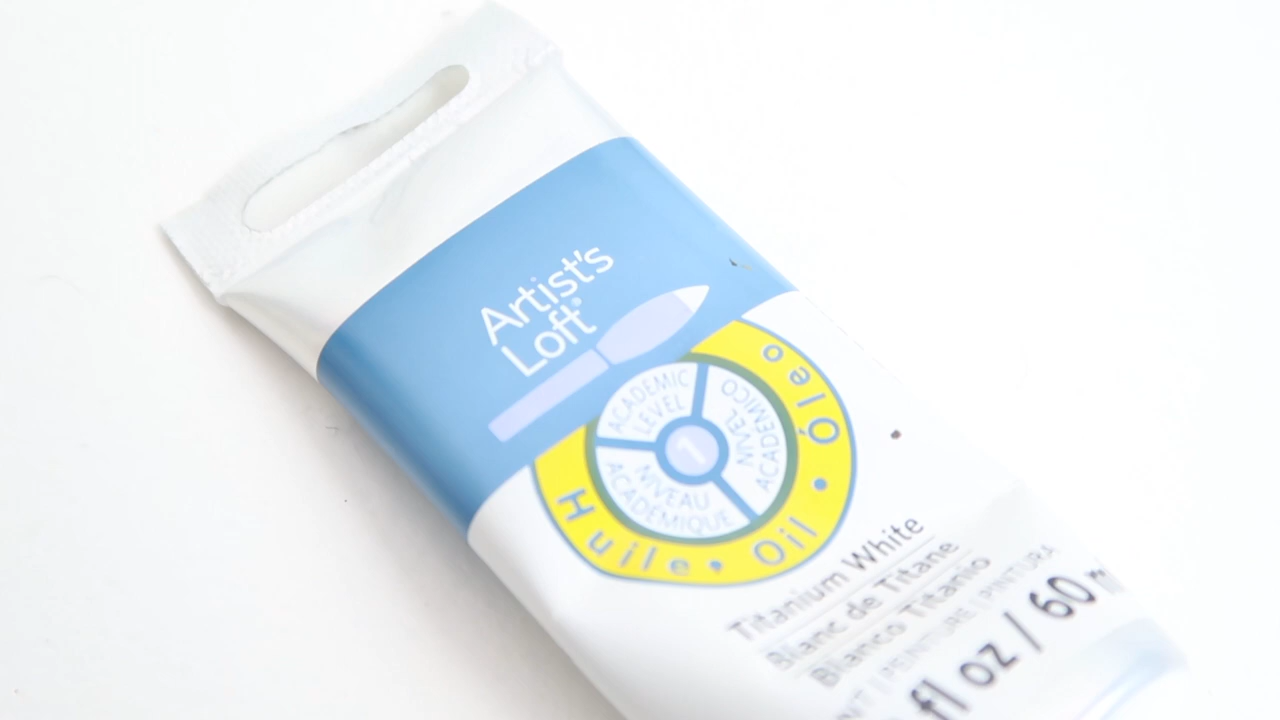 Artist's
Loft®
ACADEMIC
LEVEL
NIVEL
ACADÉMICO
NIVEAU
ACADÉMIQUE
1
Huile • Oil • Óleo
Titanium White
Blanc de Titane
Blanco Titanio
PEINTURE | PINTURA
fl oz / 60